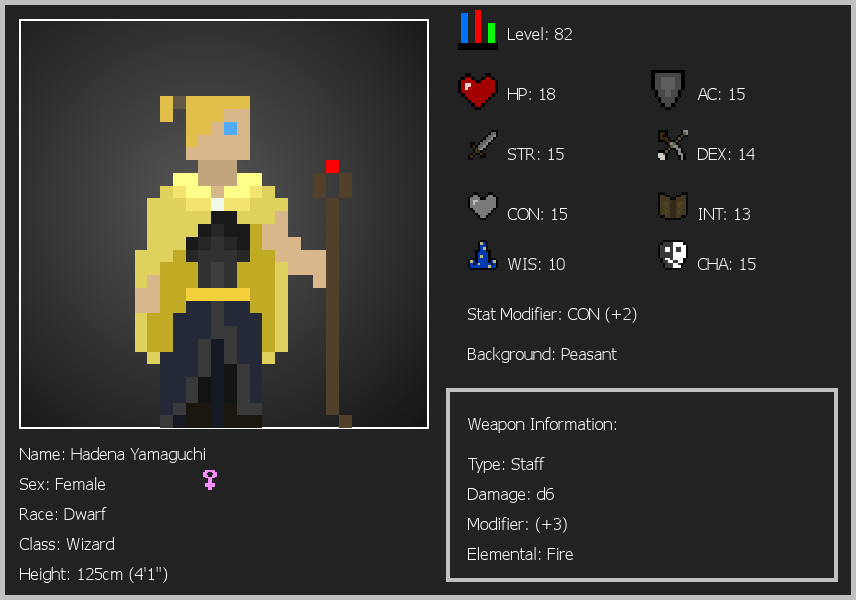 Level: 82
HP: 18
AC: 15
STR: 15
DEX: 14
CON: 15
INT: 13
WIS: 10
CHA: 15
Stat Modifier: CON (+2)
Background: Peasant
Weapon Information:
Type: Staff
Damage: d6
Modifier: (+3)
Elemental: Fire
Name: Hadena Yamaguchi
Sex: Female
Race: Dwarf
Class: Wizard
Height: 125cm (4'1")